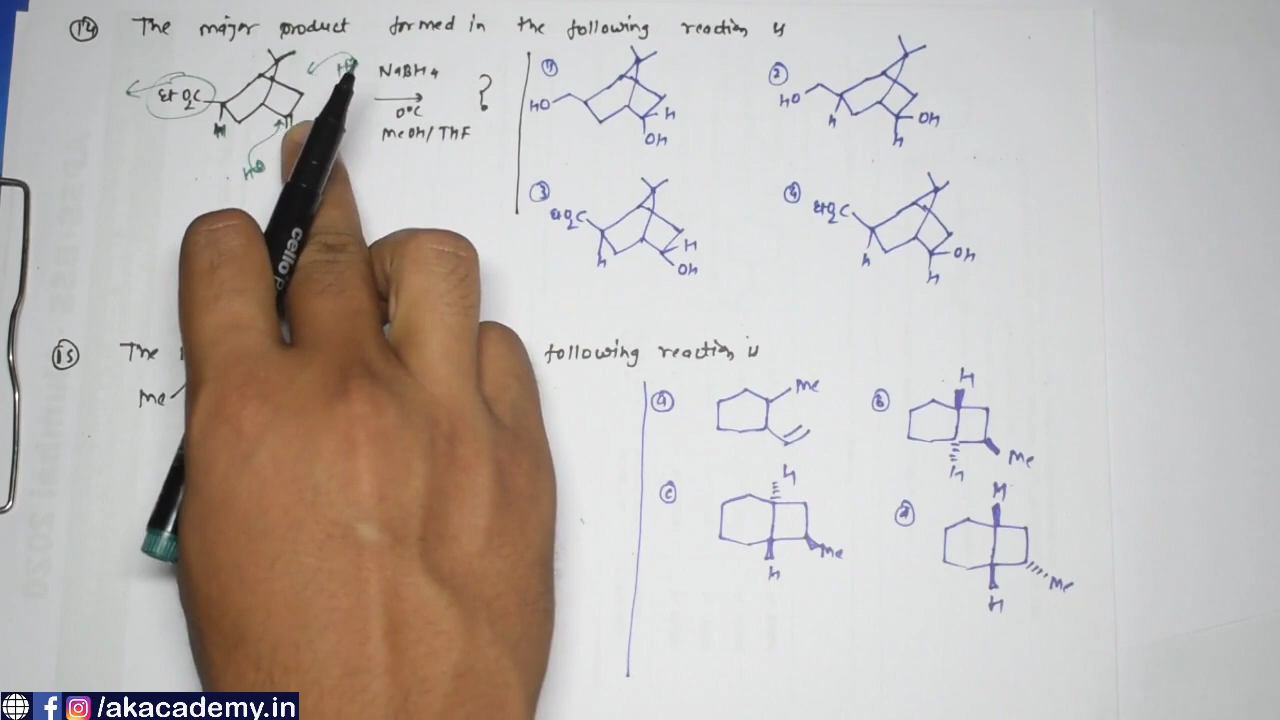 14 The major product formed in the following reaction is
EtO2C
H
H⊖
H⊖
NaBH4
0°C
MeOH/THF
?
1 HO H OH
2 HO H OH H
3 EtO2C H H OH
4 EtO2C H OH H
15 The following reaction is
Me
a Me
b H H Me
c H H Me
d H H Me
cello
/akacademy.in